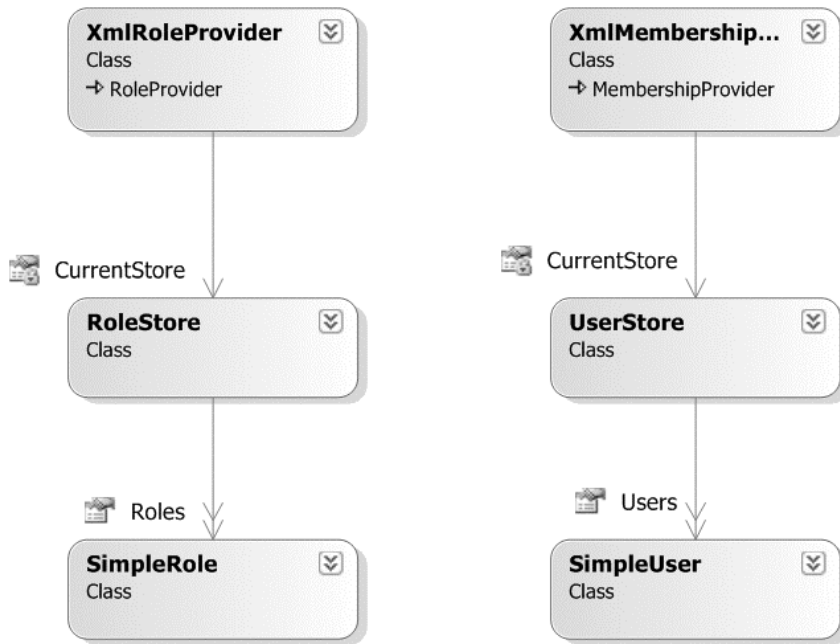 XmlRoleProvider
Class
RoleProvider
CurrentStore
RoleStore
Class
Roles
SimpleRole
Class
XmlMembership...
Class
MembershipProvider
CurrentStore
UserStore
Class
Users
SimpleUser
Class